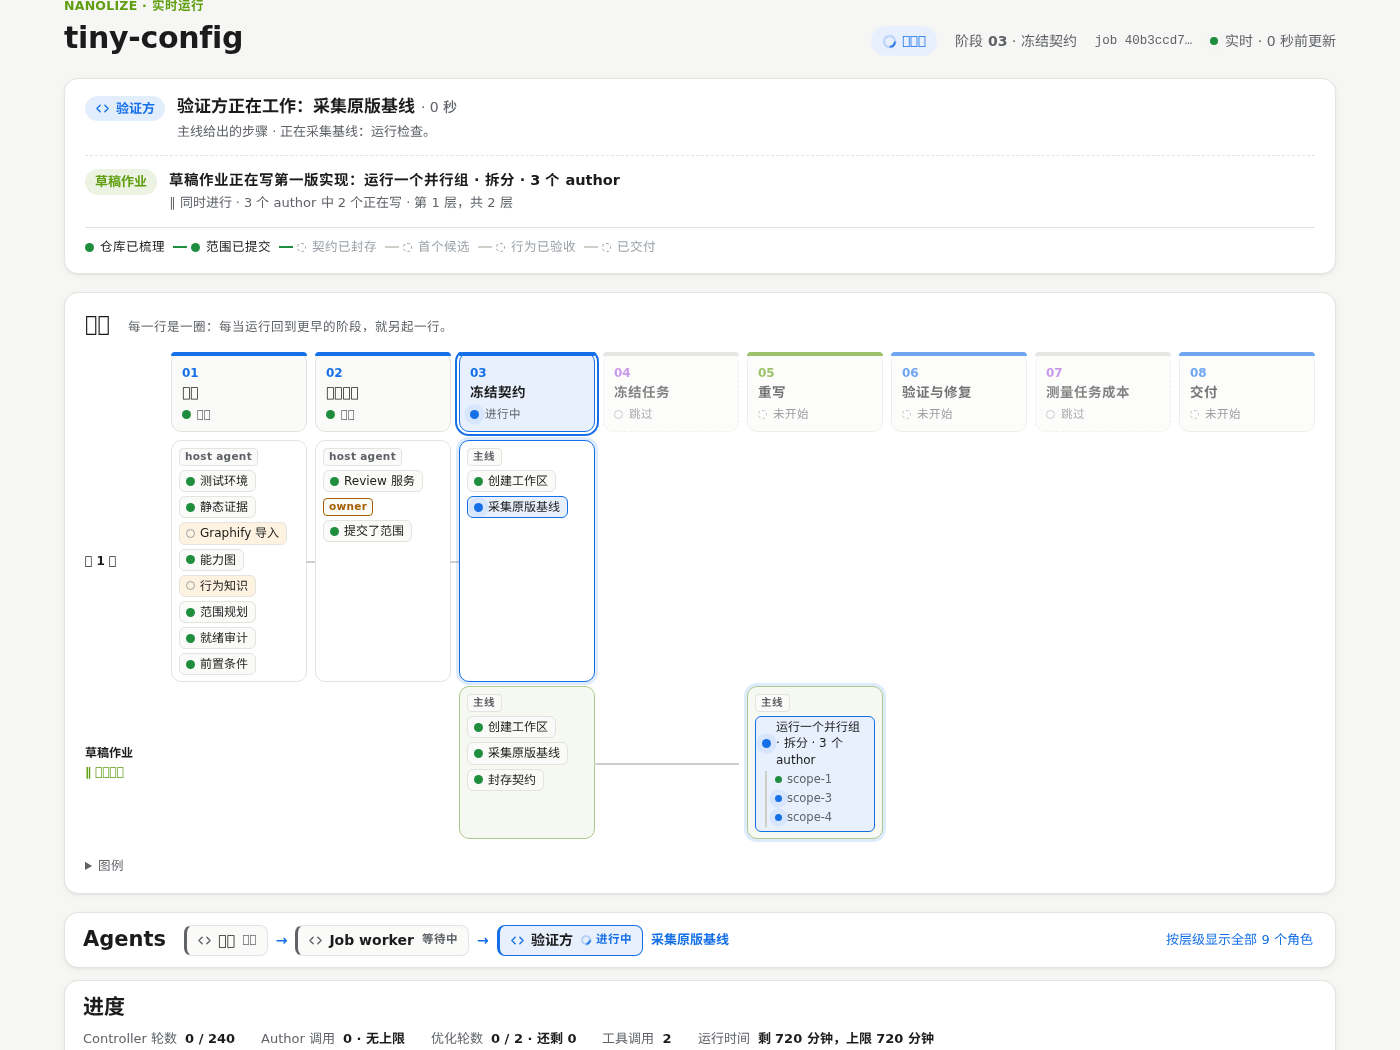 NANOLIZE · 实时运行
tiny-config
阶段 03 · 冻结契约 job 40b3ccd7… 实时 · 0 秒前更新
验证方 验证方正在工作：采集原版基线 · 0 秒
主线给出的步骤 · 正在采集基线：运行检查。
草稿作业 草稿作业正在写第一版实现：运行一个并行组 · 拆分 · 3 个 author
‖ 同时进行 · 3 个 author 中 2 个正在写 · 第 1 层，共 2 层
仓库已梳理 范围已提交 契约已封存 首个候选 行为已验收 已交付
每一行是一圈：每当运行回到更早的阶段，就另起一行。
01
02
03
冻结契约
进行中
04
冻结任务
跳过
05
重写
未开始
06
验证与修复
未开始
07
测量任务成本
跳过
08
交付
未开始
1
host agent
测试环境
静态证据
Graphify 导入
能力图
行为知识
范围规划
就绪审计
前置条件
host agent
Review 服务
owner
提交了范围
主线
创建工作区
采集原版基线
草稿作业
‖
主线
创建工作区
采集原版基线
封存契约
主线
运行一个并行组
· 拆分 · 3 个
author
scope-1
scope-3
scope-4
图例
Agents → Job worker 等待中 → 验证方 进行中 采集原版基线 按层级显示全部 9 个角色
进度
Controller 轮数 0 / 240 Author 调用 0 · 无上限 优化轮数 0 / 2 · 还剩 0 工具调用 2 运行时间 剩 720 分钟，上限 720 分钟